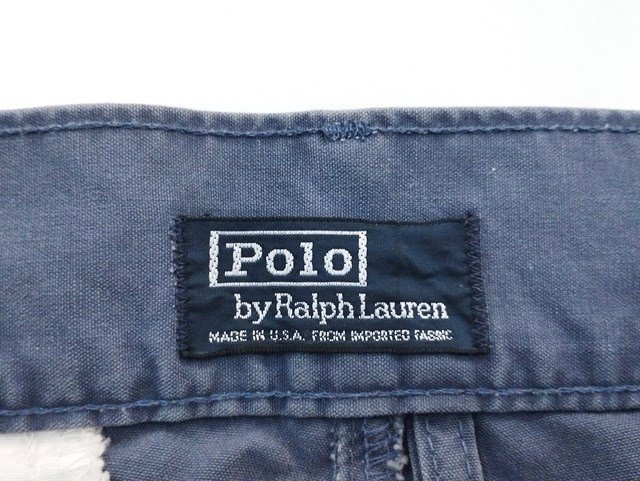 Polo
by Ralph Lauren
MADE IN U.S.A. FROM IMPORTED FABRIC